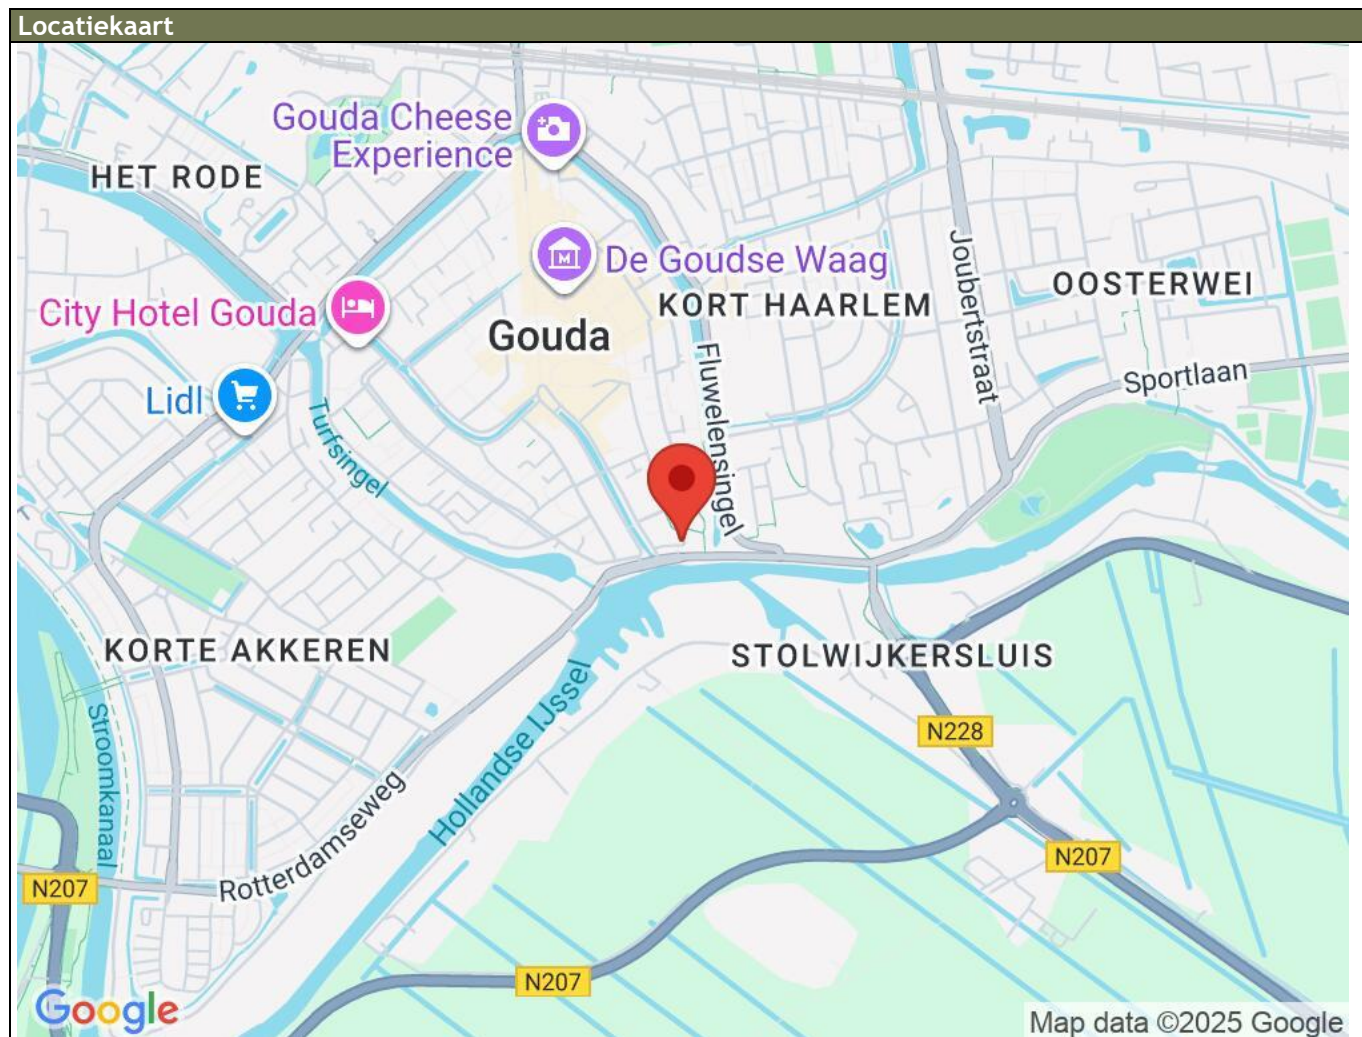 Locatiekaart
Gouda Cheese
Experience
HET RODE
De Goudse Waag
KORT HAARLEM
Joubertstraat
OOSTERWEI
City Hotel Gouda
Gouda
Fluwelensingel
Sportlaan
Lidl
Turfsingel
KORTE AKKEREN
STOLWIJKERSLUIS
Hollandse IJssel
Stroomkanaal
N228
Rotterdamseweg
N207
N207
N207
Google
Map data ©2025 Google